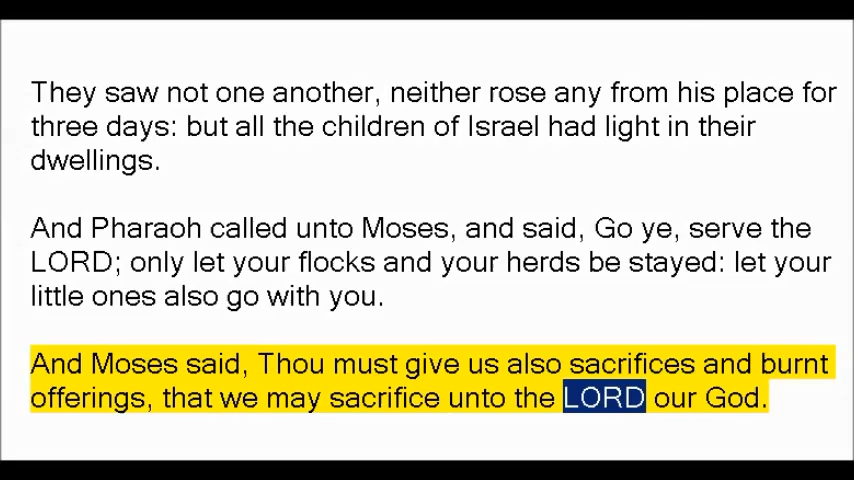 They saw not one another, neither rose any from his place for
three days: but all the children of Israel had light in their
dwellings.
And Pharaoh called unto Moses, and said, Go ye, serve the
LORD; only let your flocks and your herds be stayed: let your
little ones also go with you.
And Moses said, Thou must give us also sacrifices and burnt
offerings, that we may sacrifice unto the LORD our God.